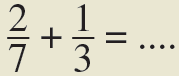 2/7 + 1/3 = ....